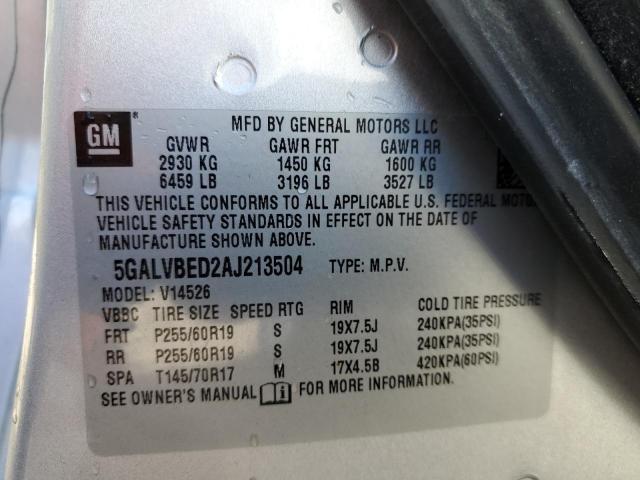 GM
MFD BY GENERAL MOTORS LLC
GVWR GAWR FRT GAWR RR
2930 KG 1450 KG 1600 KG
6459 LB 3196 LB 3527 LB
THIS VEHICLE CONFORMS TO ALL APPLICABLE U.S. FEDERAL MOTOR
VEHICLE SAFETY STANDARDS IN EFFECT ON THE DATE OF
MANUFACTURE SHOWN ABOVE.
5GALVBED2AJ213504 TYPE: M.P.V.
MODEL: V14526
VBBC TIRE SIZE SPEED RTG RIM COLD TIRE PRESSURE
FRT P255/60R19 S 19X7.5J 240KPA(35PSI)
RR P255/60R19 S 19X7.5J 240KPA(35PSI)
SPA T145/70R17 M 17X4.5B 420KPA(60PSI)
SEE OWNER'S MANUAL i FOR MORE INFORMATION.